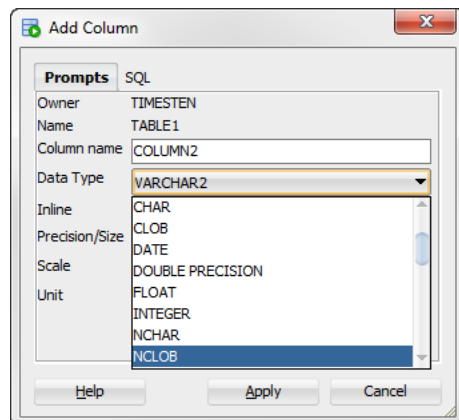 Add Column
Prompts SQL
Owner TIMESTEN
Name TABLE1
Column name COLUMN2
Data Type VARCHAR2
Inline
Precision/Size
Scale
Unit
CHAR
CLOB
DATE
DOUBLE PRECISION
FLOAT
INTEGER
NCHAR
NCLOB
Help Apply Cancel